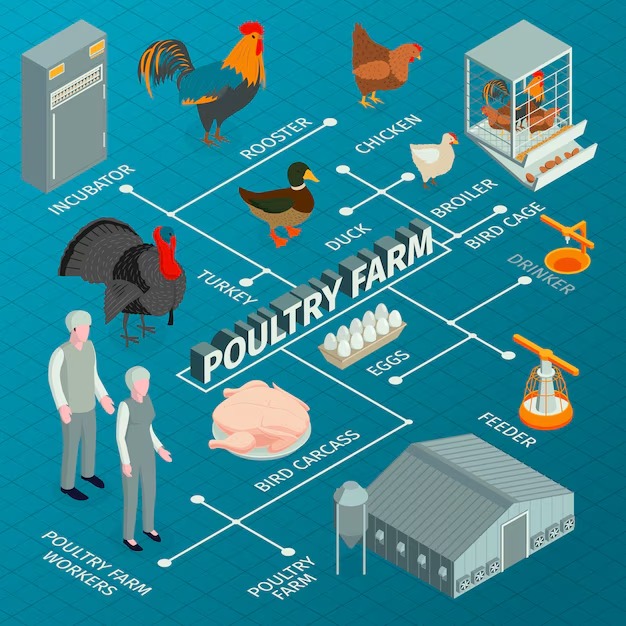 INCUBATOR
ROOSTER
CHICKEN
BROILER
BIRD CAGE
DUCK
TURKEY
POULTRY FARM
DRINKER
EGGS
FEEDER
BIRD CARCASS
POULTRY FARM
WORKERS
POULTRY
FARM